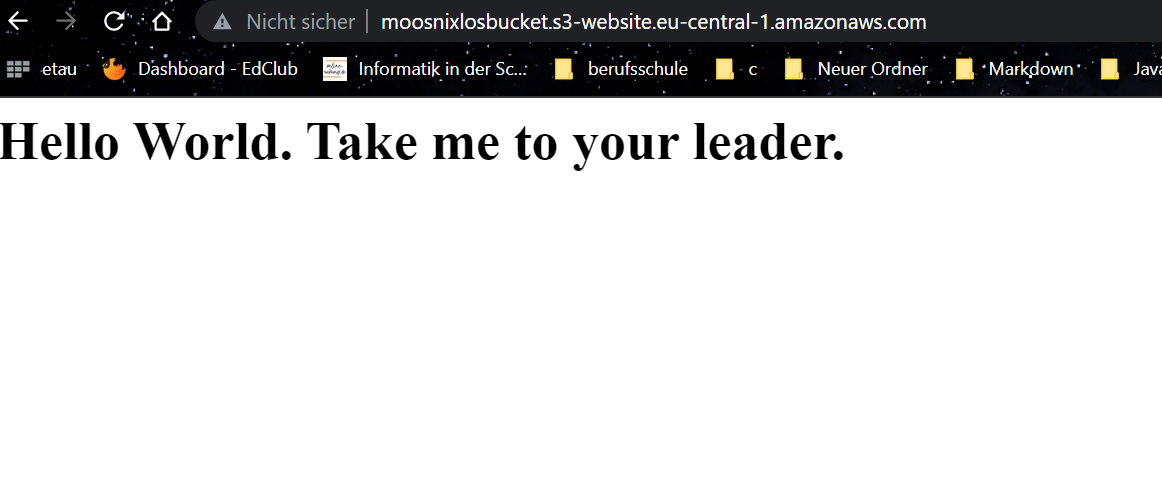 Nicht sicher | moosnixlosbucket.s3-website.eu-central-1.amazonaws.com
etau Dashboard - EdClub Informatik in der Sc... berufsschule c Neuer Ordner Markdown Java
Hello World. Take me to your leader.